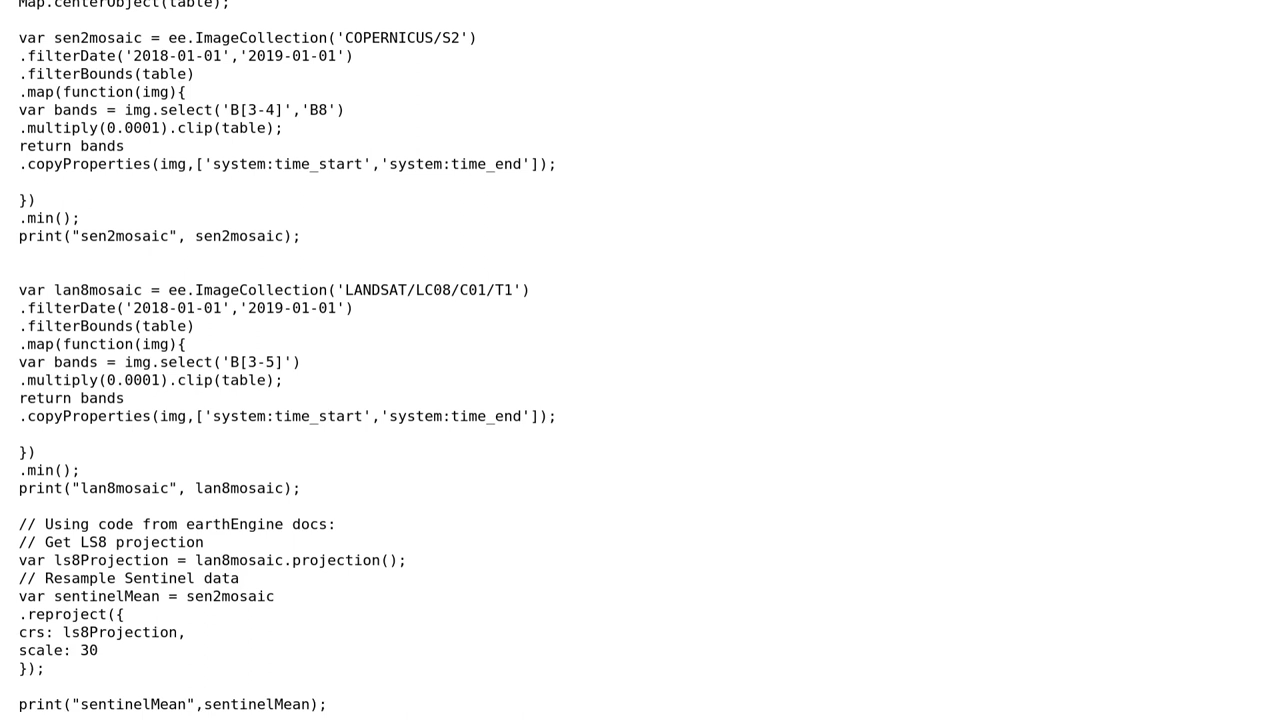 Map.centerObject(table);
var sen2mosaic = ee.ImageCollection('COPERNICUS/S2')
.filterDate('2018-01-01','2019-01-01')
.filterBounds(table)
.map(function(img){
var bands = img.select('B[3-4]','B8')
.multiply(0.0001).clip(table);
return bands
.copyProperties(img,['system:time_start','system:time_end']);
})
.min();
print("sen2mosaic", sen2mosaic);
var lan8mosaic = ee.ImageCollection('LANDSAT/LC08/C01/T1')
.filterDate('2018-01-01','2019-01-01')
.filterBounds(table)
.map(function(img){
var bands = img.select('B[3-5]')
.multiply(0.0001).clip(table);
return bands
.copyProperties(img,['system:time_start','system:time_end']);
})
.min();
print("lan8mosaic", lan8mosaic);
// Using code from earthEngine docs:
// Get LS8 projection
var ls8Projection = lan8mosaic.projection();
// Resample Sentinel data
var sentinelMean = sen2mosaic
.reproject({
crs: ls8Projection,
scale: 30
});
print("sentinelMean",sentinelMean);